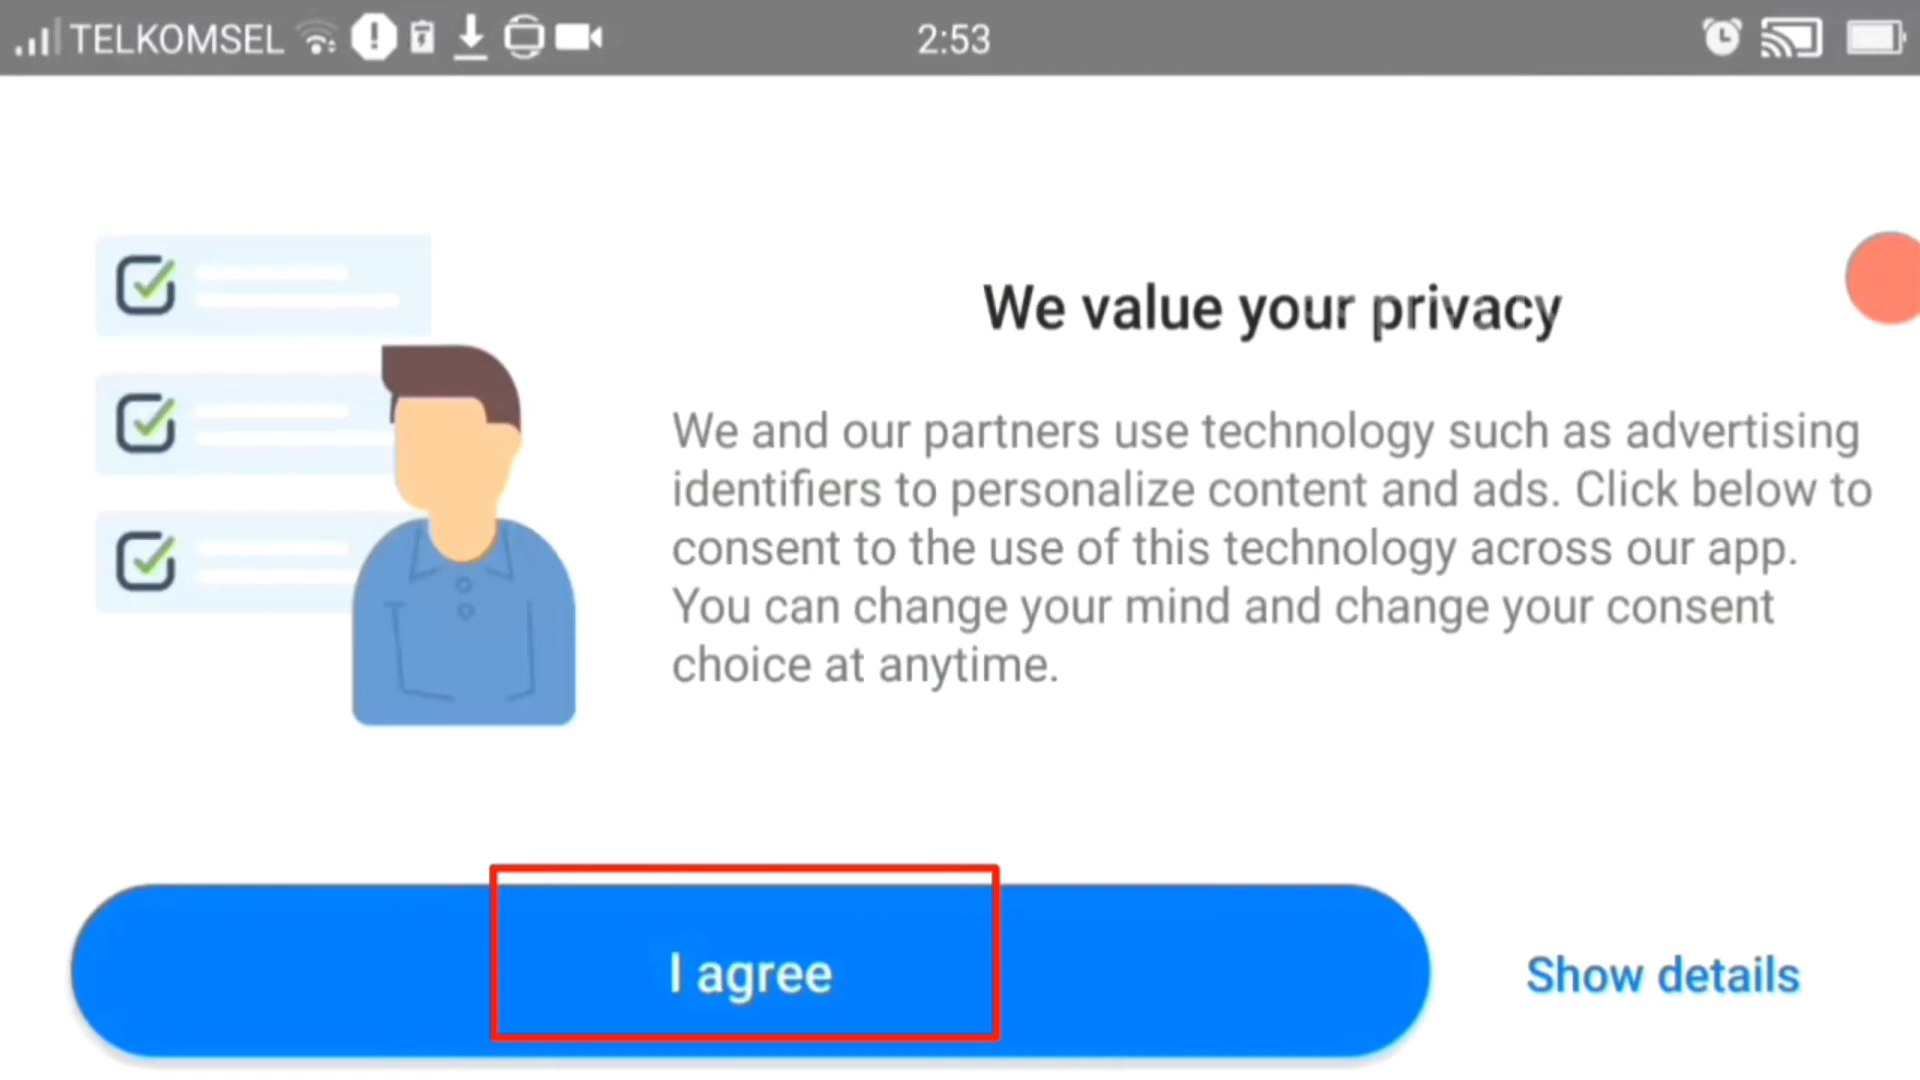 TELKOMSEL 2:53
We value your privacy
We and our partners use technology such as advertising
identifiers to personalize content and ads. Click below to
consent to the use of this technology across our app.
You can change your mind and change your consent
choice at anytime.
I agree
Show details